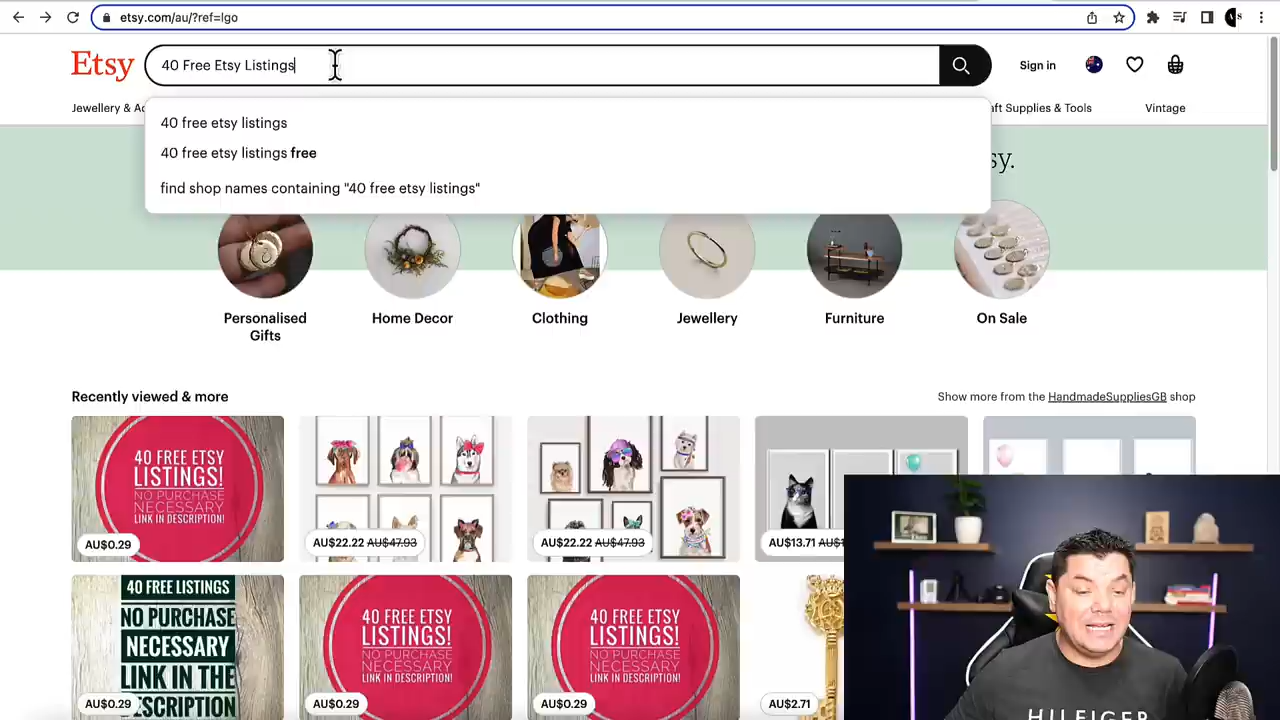 etsy.com/au/?ref=lgo
Etsy
40 Free Etsy Listings
Sign in
Jewellery & Ac
aft Supplies & Tools
Vintage
40 free etsy listings
40 free etsy listings free
find shop names containing "40 free etsy listings"
sy.
Personalised
Gifts
Home Decor
Clothing
Jewellery
Furniture
On Sale
Recently viewed & more
Show more from the HandmadeSuppliesGB shop
40 FREE ETSY
LISTINGS!
NO PURCHASE
NECESSARY
LINK IN DESCRIPTION!
AU$0.29
AU$22.22 AU$47.93
AU$22.22 AU$47.93
AU$13.71 AU$1
40 FREE LISTINGS
NO PURCHASE
NECESSARY
LINK IN THE
DESCRIPTION
AU$0.29
40 FREE ETSY
LISTINGS!
NO PURCHASE
NECESSARY
LINK IN DESCRIPTION!
AU$0.29
40 FREE ETSY
LISTINGS!
NO PURCHASE
NECESSARY
LINK IN DESCRIPTION!
AU$0.29
AU$2.71
HILFIGER